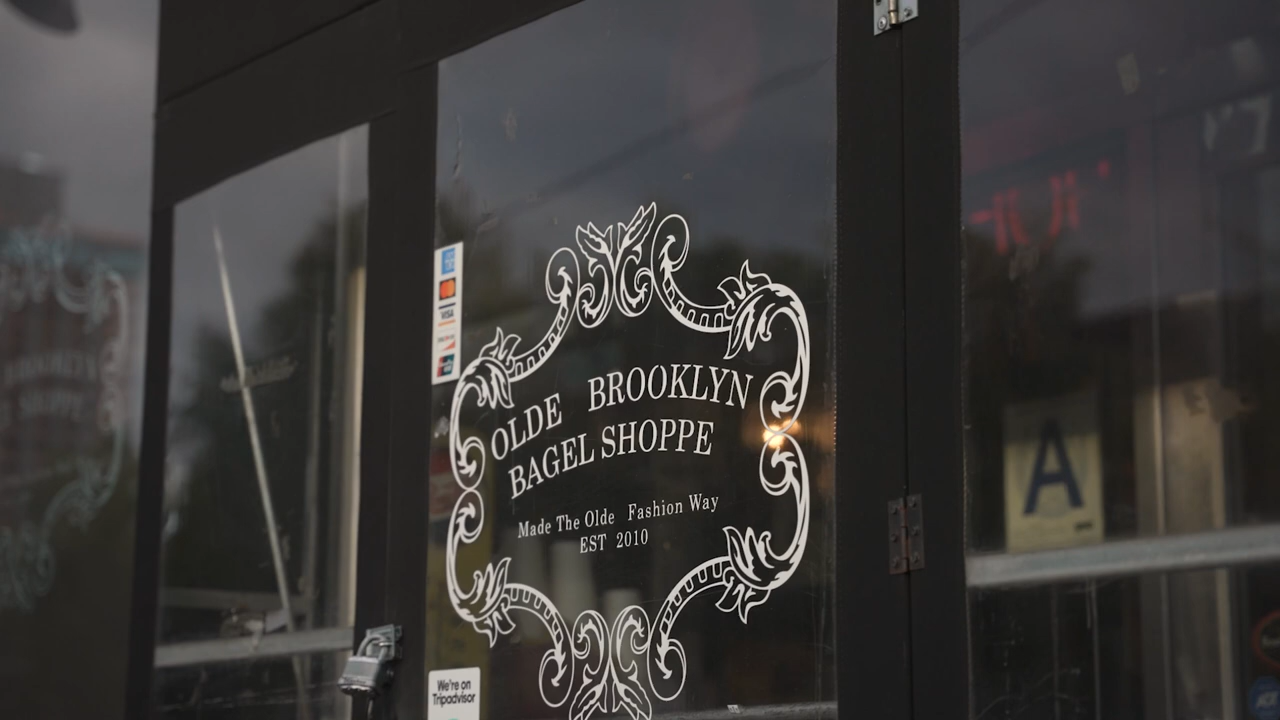 OLDE BROOKLYN
BAGEL SHOPPE
Made The Olde Fashion Way
EST 2010
VISA
We're on
Tripadvisor
A